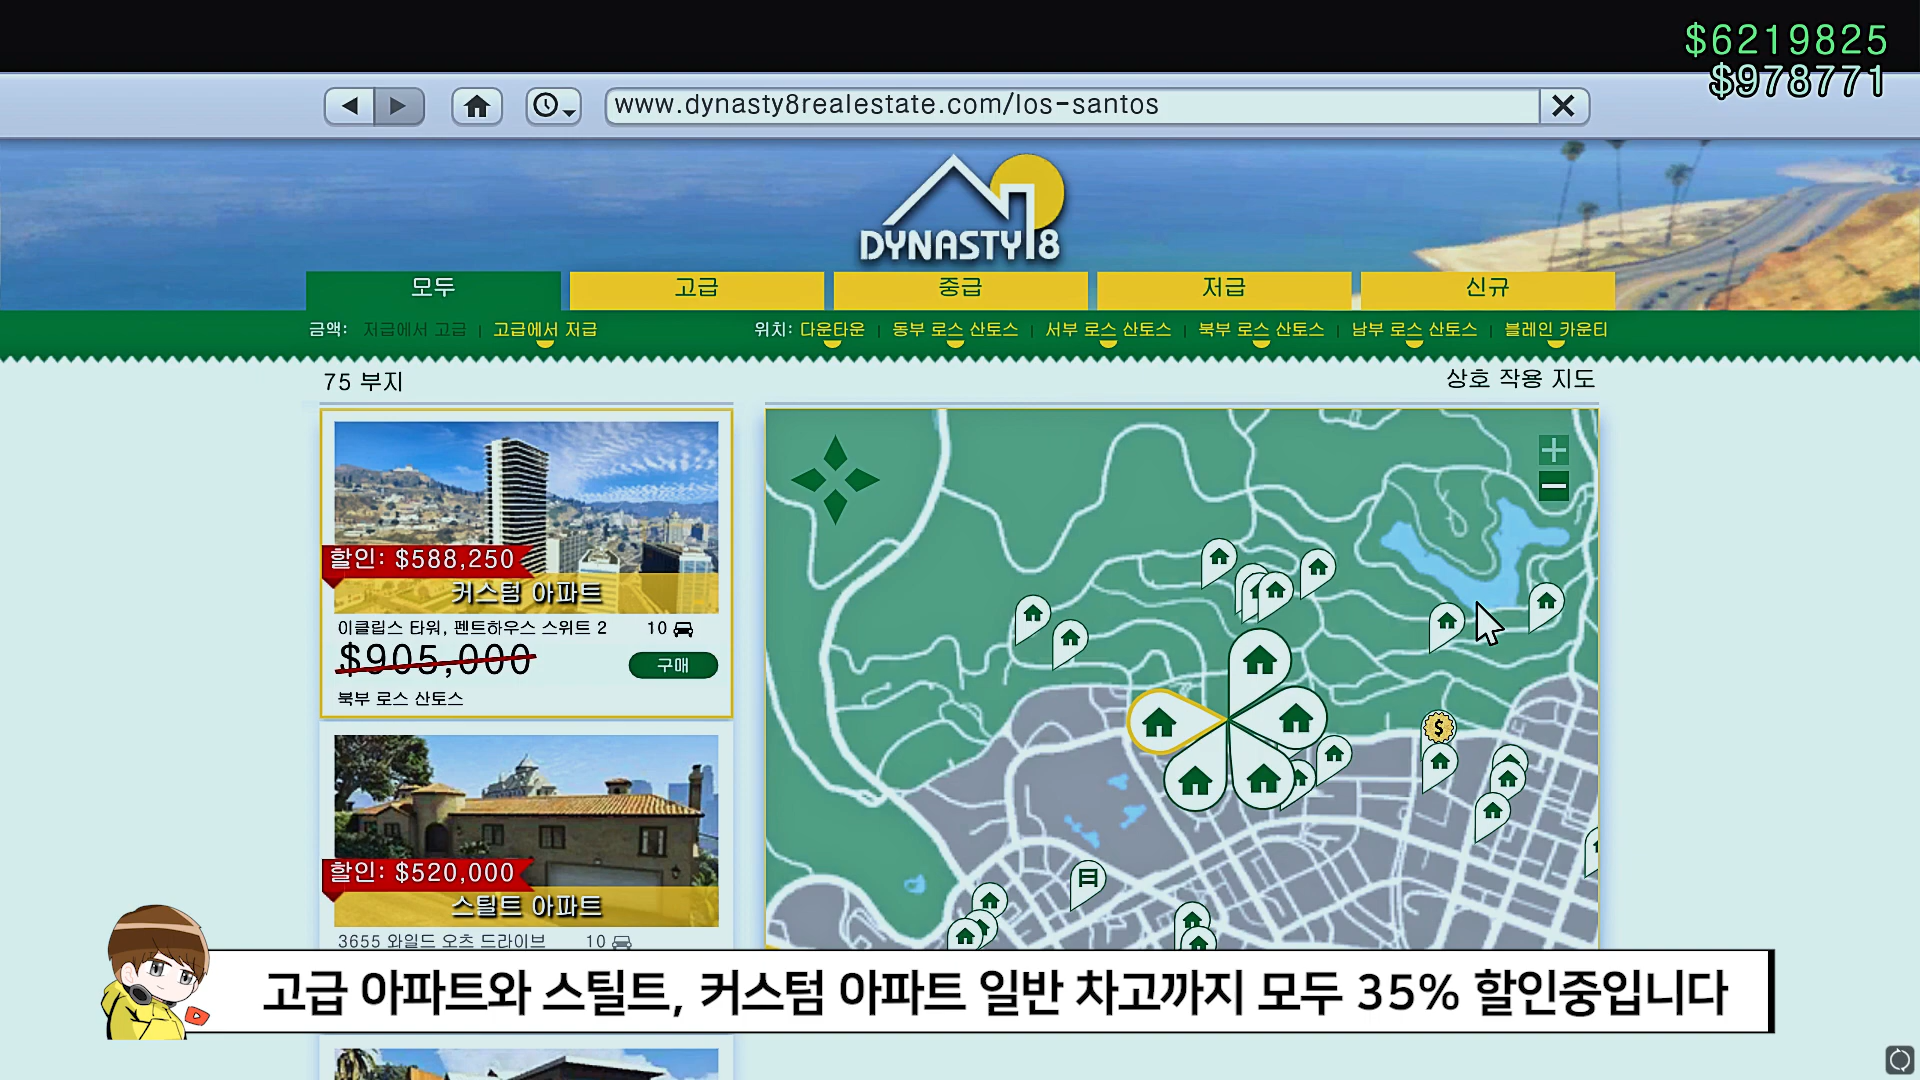 $6219825
$978771
www.dynasty8realestate.com/los-santos
DYNASTY8
모두
고급
중급
저급
신규
금액: 저급에서 고급 | 고급에서 저급
위치: 다운타운 | 동부 로스 산토스 | 서부 로스 산토스 | 북부 로스 산토스 | 남부 로스 산토스 | 블레인 카운티
75 부지
상호 작용 지도
할인: $588,250
커스텀 아파트
이클립스 타워, 펜트하우스 스위트 2 10
$905,000
구매
북부 로스 산토스
할인: $520,000
스틸트 아파트
3655 와일드 오츠 드라이브 10
고급 아파트와 스틸트, 커스텀 아파트 일반 차고까지 모두 35% 할인중입니다